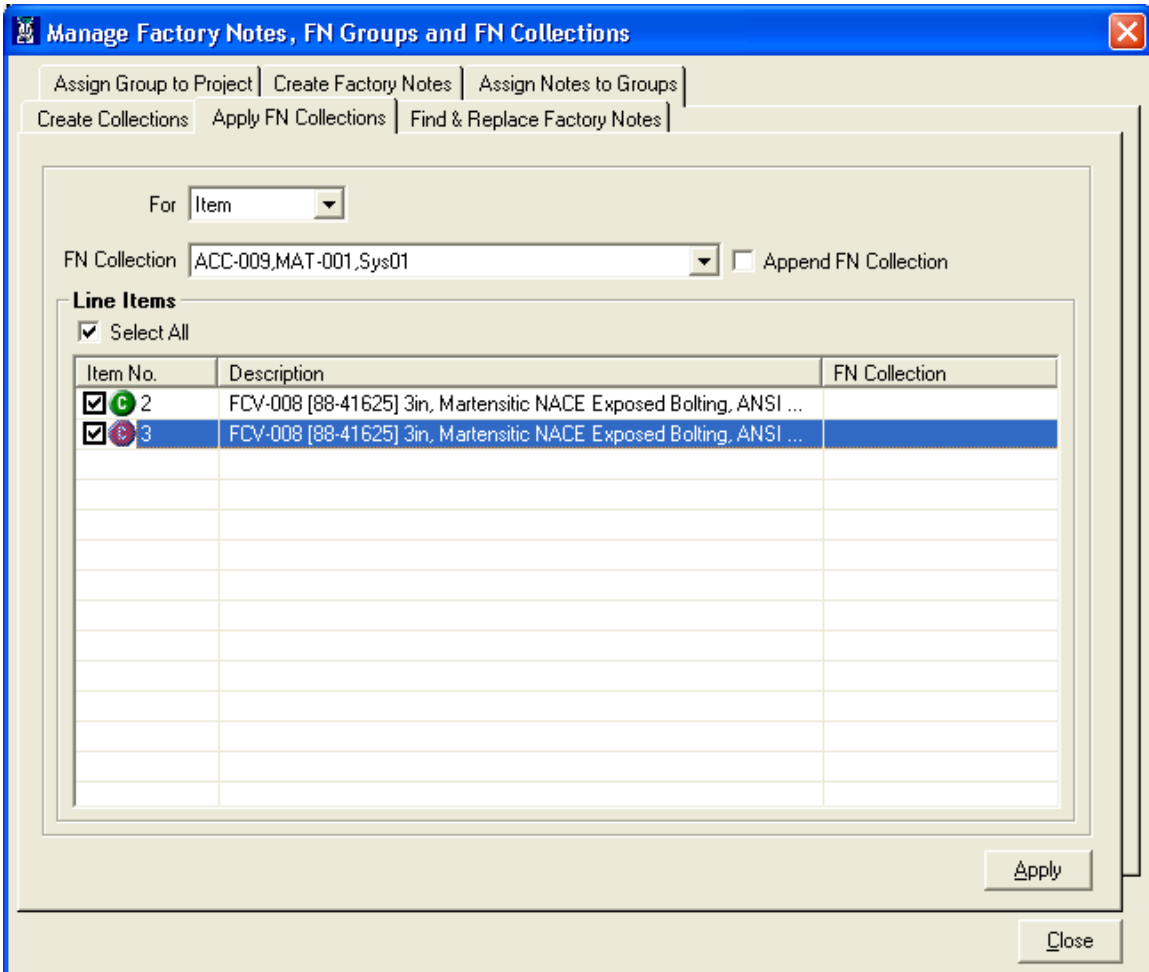 Manage Factory Notes, FN Groups and FN Collections
Assign Group to Project Create Factory Notes Assign Notes to Groups
Create Collections Apply FN Collections Find & Replace Factory Notes
For Item
FN Collection ACC-009,MAT-001,Sys01 Append FN Collection
Line Items
Select All
Item No. Description FN Collection
C 2 FCV-008 [88-41625] 3in, Martensitic NACE Exposed Bolting, ANSI ...
C 3 FCV-008 [88-41625] 3in, Martensitic NACE Exposed Bolting, ANSI ...
Apply
Close